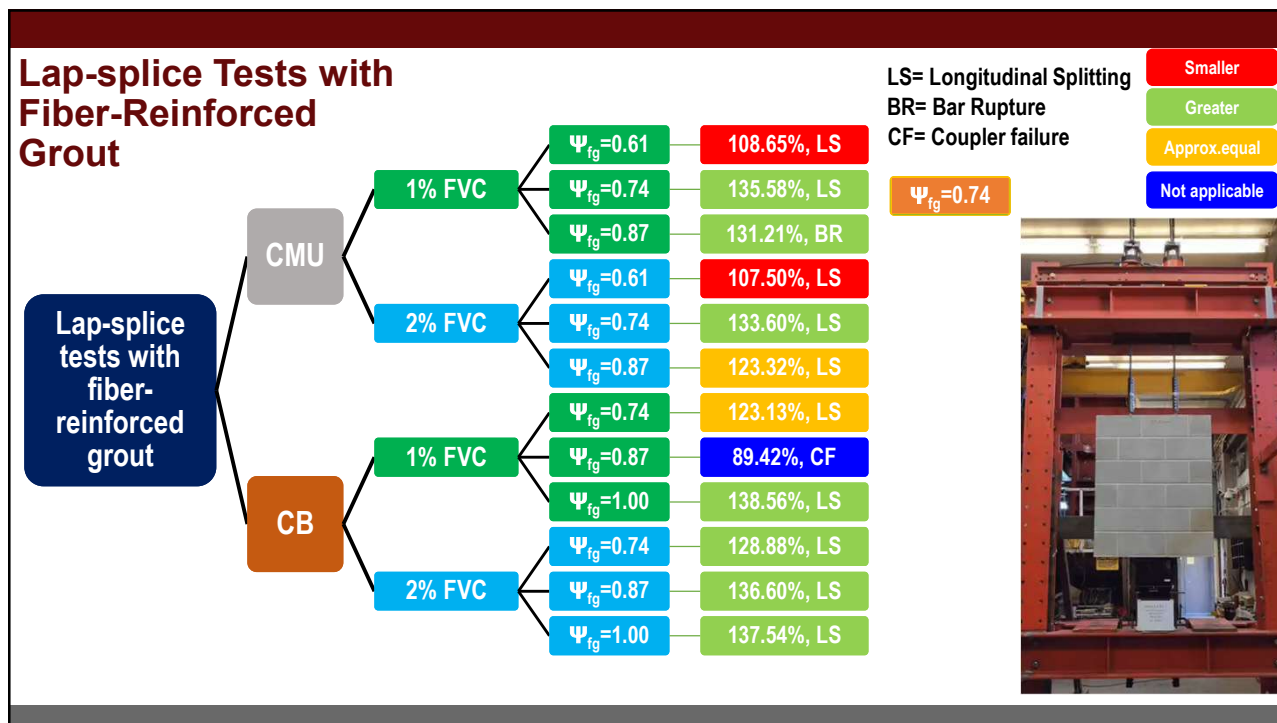 Lap-splice Tests with
Fiber-Reinforced
Grout
LS= Longitudinal Splitting
BR= Bar Rupture
CF= Coupler failure
Smaller
Greater
Approx.equal
Not applicable
Ψfg=0.74
Lap-splice
tests with
fiber-
reinforced
grout
CMU
1% FVC
Ψfg=0.61
108.65%, LS
Ψfg=0.74
135.58%, LS
Ψfg=0.87
131.21%, BR
2% FVC
Ψfg=0.61
107.50%, LS
Ψfg=0.74
133.60%, LS
Ψfg=0.87
123.32%, LS
CB
1% FVC
Ψfg=0.74
123.13%, LS
Ψfg=0.87
89.42%, CF
Ψfg=1.00
138.56%, LS
2% FVC
Ψfg=0.74
128.88%, LS
Ψfg=0.87
136.60%, LS
Ψfg=1.00
137.54%, LS